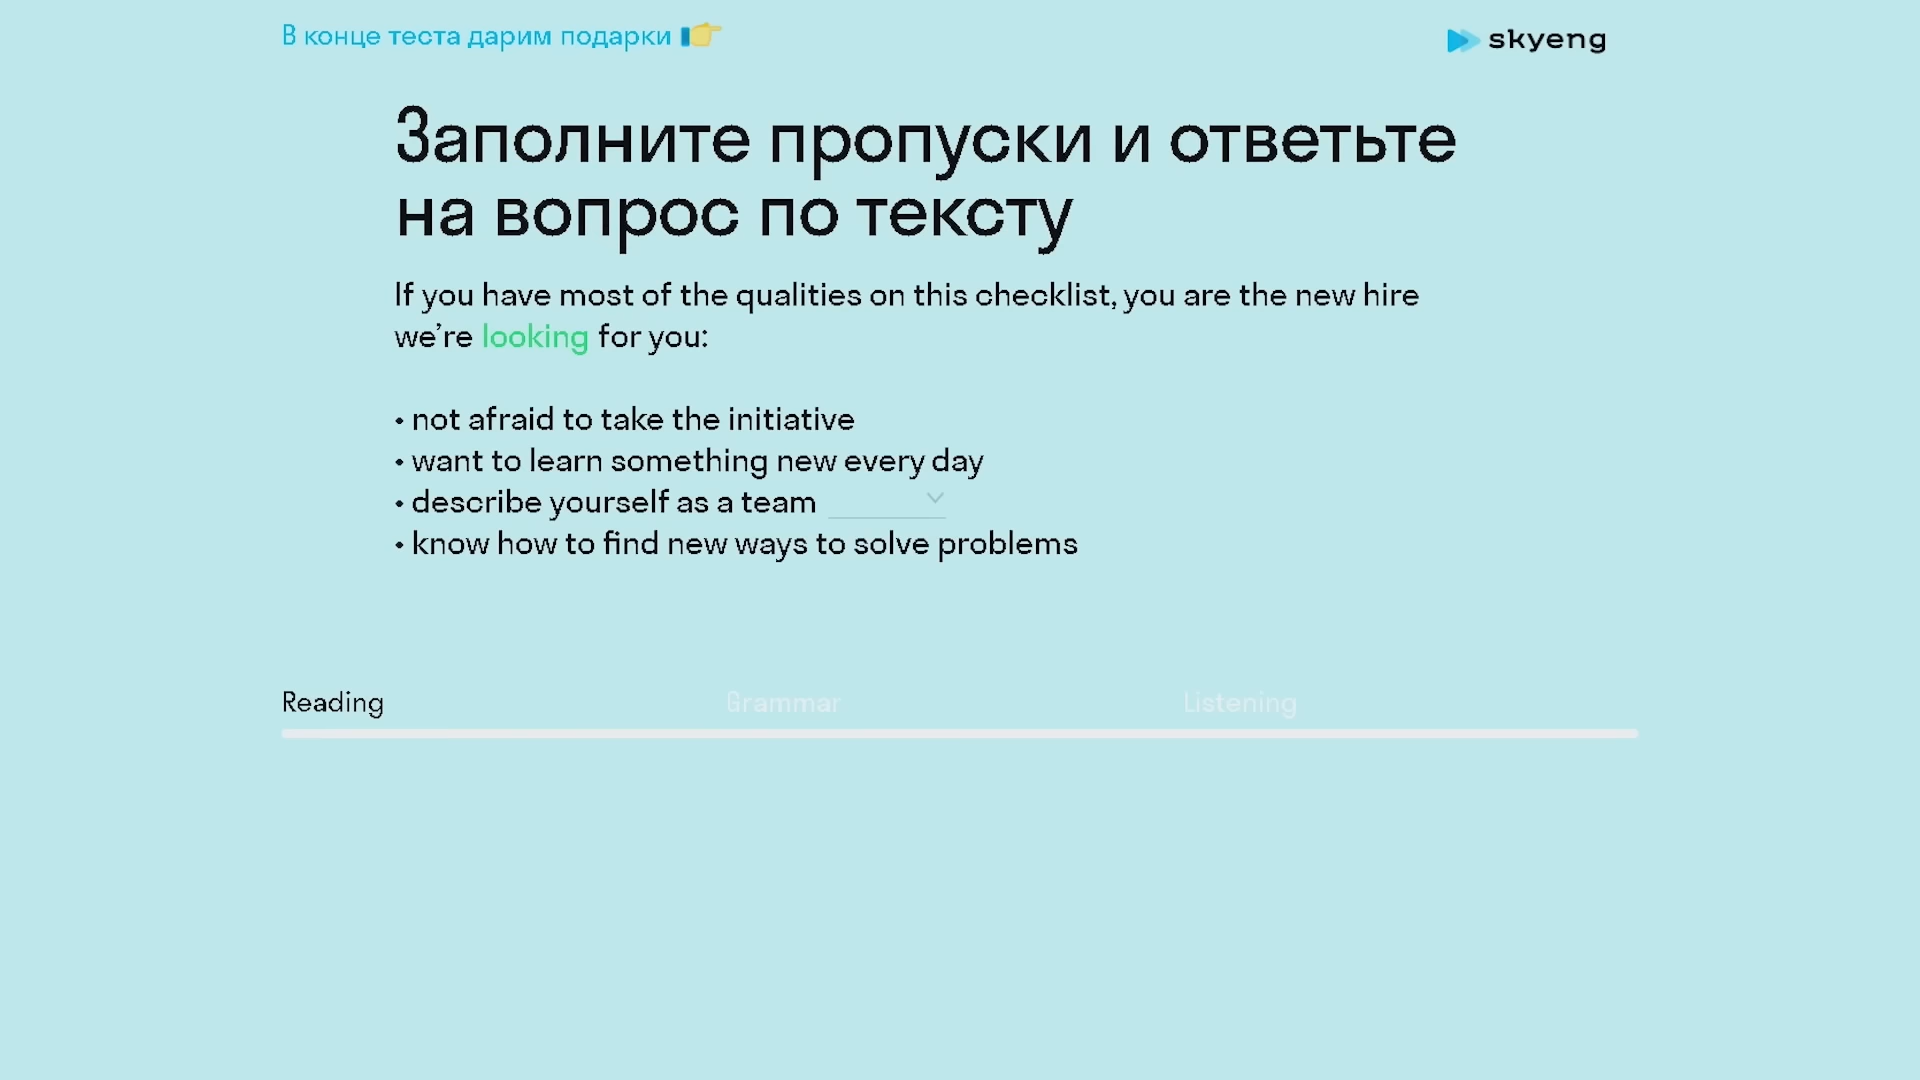 В конце теста дарим подарки
skyeng
Заполните пропуски и ответьте
на вопрос по тексту
If you have most of the qualities on this checklist, you are the new hire
we're looking for you:
• not afraid to take the initiative
• want to learn something new every day
• describe yourself as a team
• know how to find new ways to solve problems
Reading
Grammar
Listening